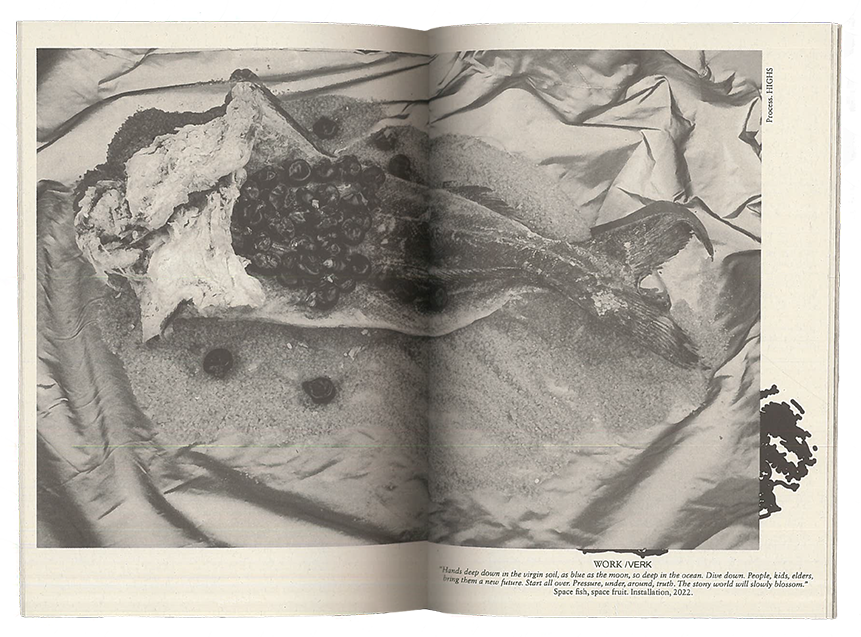 Process. HIGHS
WORK /VERK
"Hands deep down in the virgin soil, as blue as the moon, so deep in the ocean. Dive down. People, kids, elders,
bring them a new future. Start all over. Pressure, under, around, truth. The stony world will slowly blossom."
Space fish, space fruit. Installation, 2022.